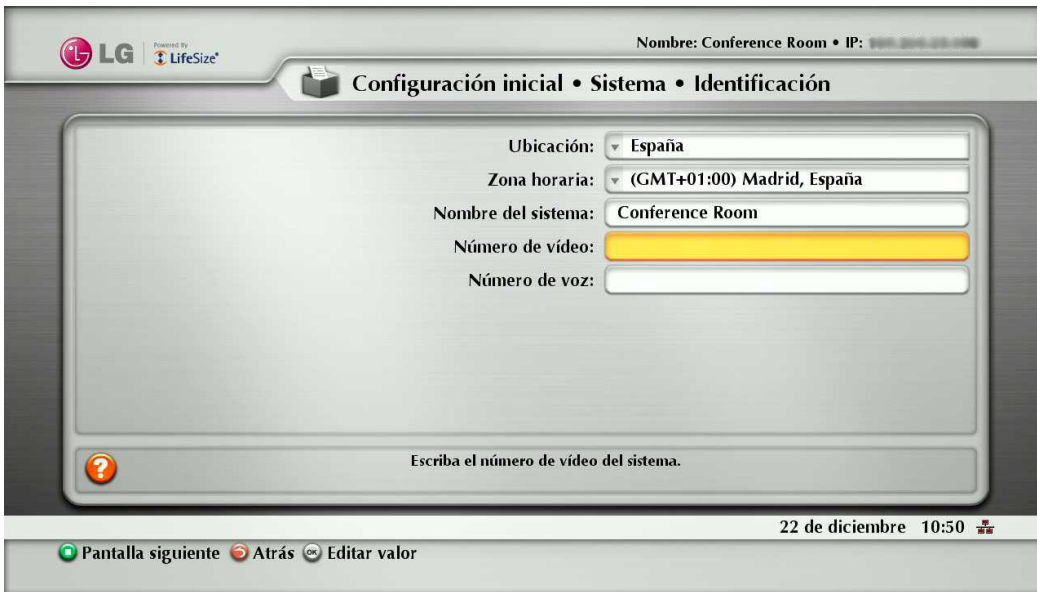 LG
Powered By
LifeSize
Nombre: Conference Room • IP:
Configuración inicial • Sistema • Identificación
Ubicación: España
Zona horaria: (GMT+01:00) Madrid, España
Nombre del sistema: Conference Room
Número de vídeo:
Número de voz:
?
Escriba el número de vídeo del sistema.
22 de diciembre 10:50
Pantalla siguiente Atrás OK Editar valor